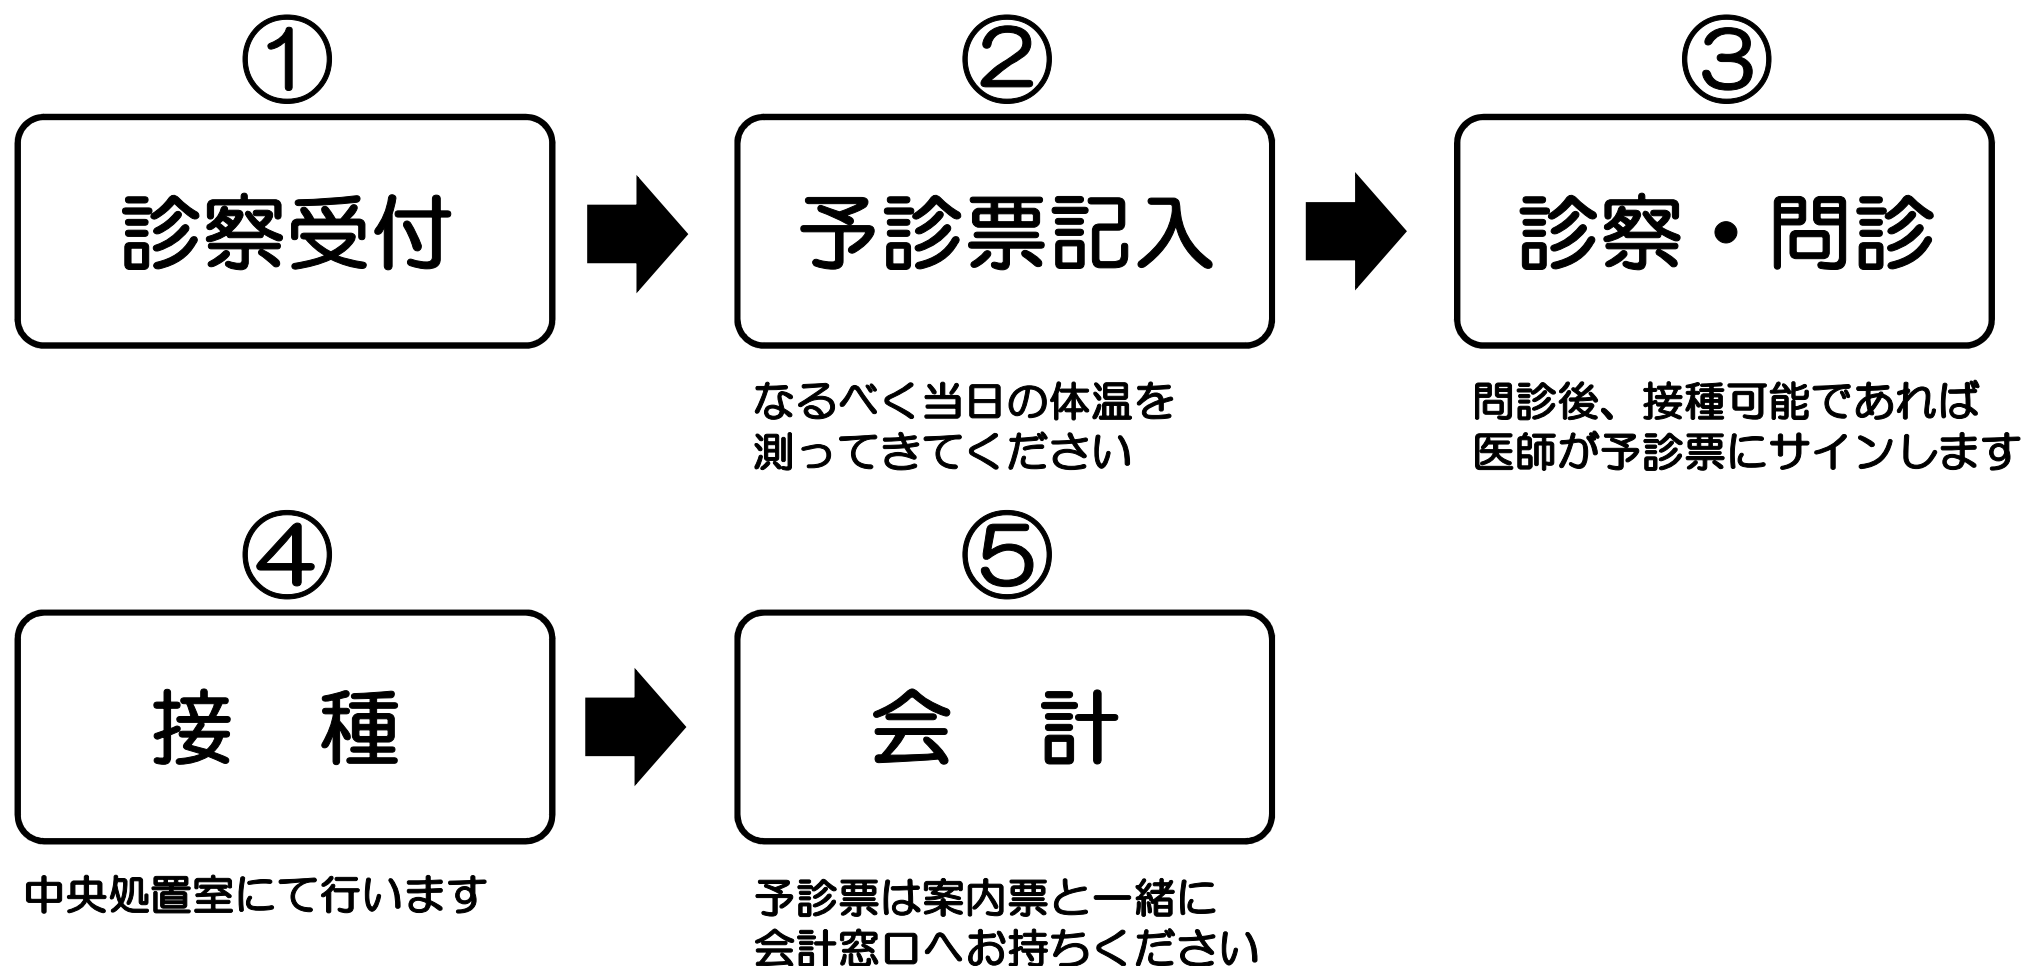 ①
診察受付
②
予診票記入
なるべく当日の体温を
測ってきてください
③
診察・問診
問診後、接種可能であれば
医師が予診票にサインします
④
接　種
中央処置室にて行います
⑤
会　計
予診票は案内票と一緒に
会計窓口へお持ちください